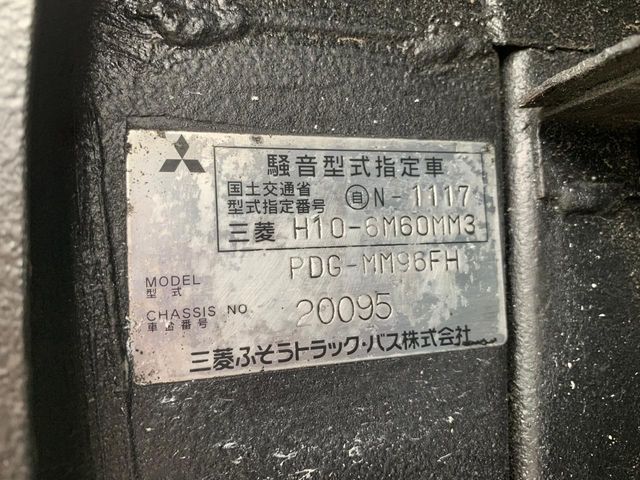 騒音型式指定車
国土交通省
型式指定番号 自N-1117
三菱 H10-6M60MM3
MODEL PDG-MM96FH
型式
CHASSIS NO 20095
車台番号
三菱ふそうトラック・バス株式会社